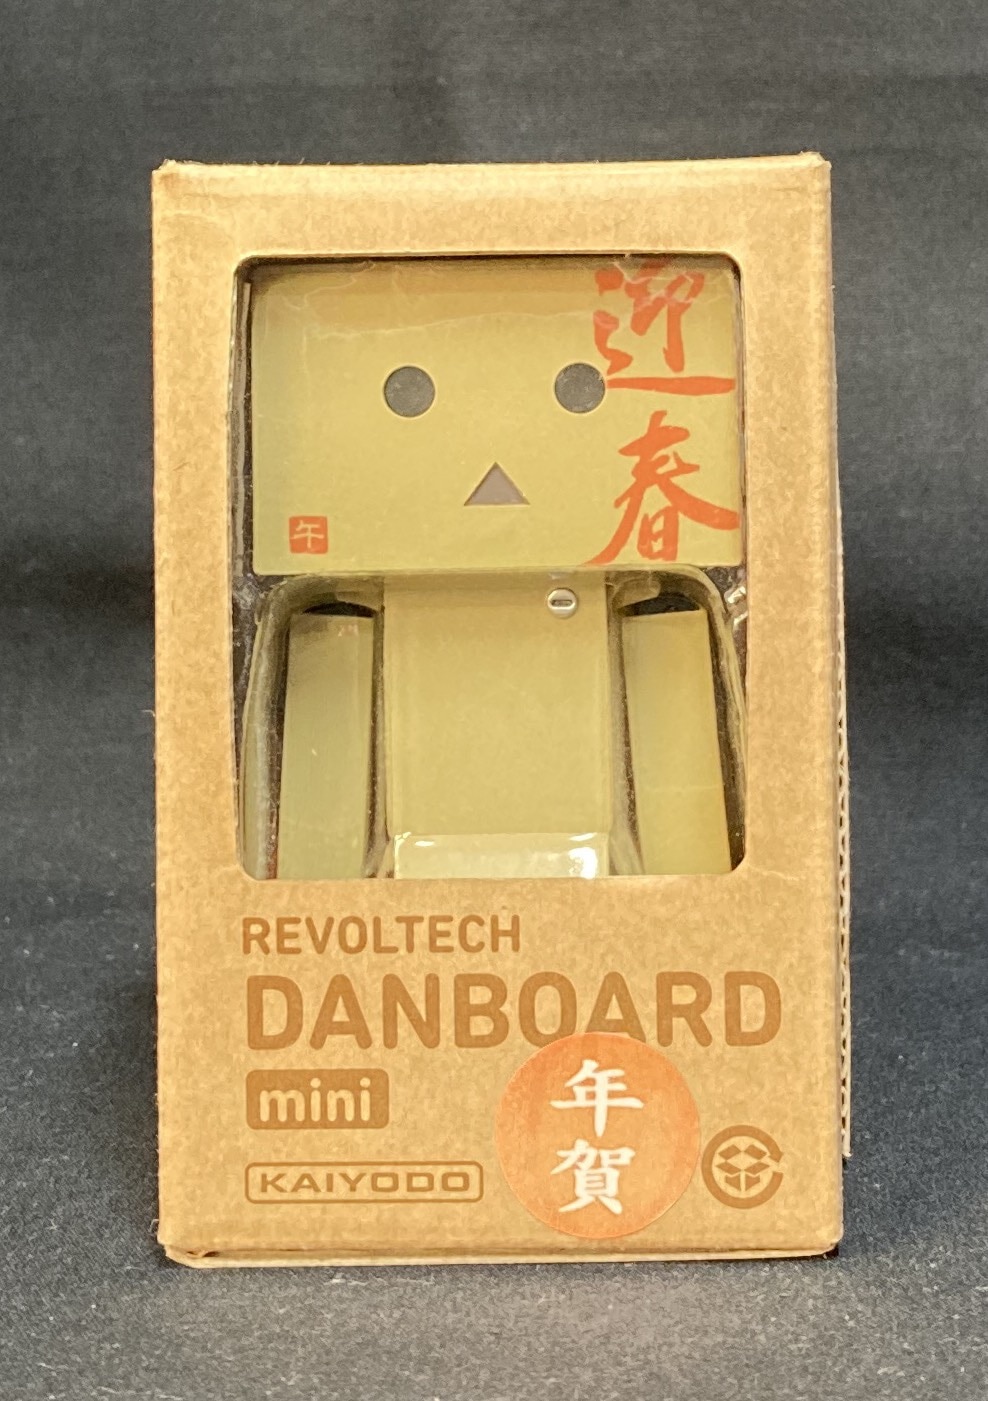 迎春
午
REVOLTECH
DANBOARD
mini
年賀
KAIYODO